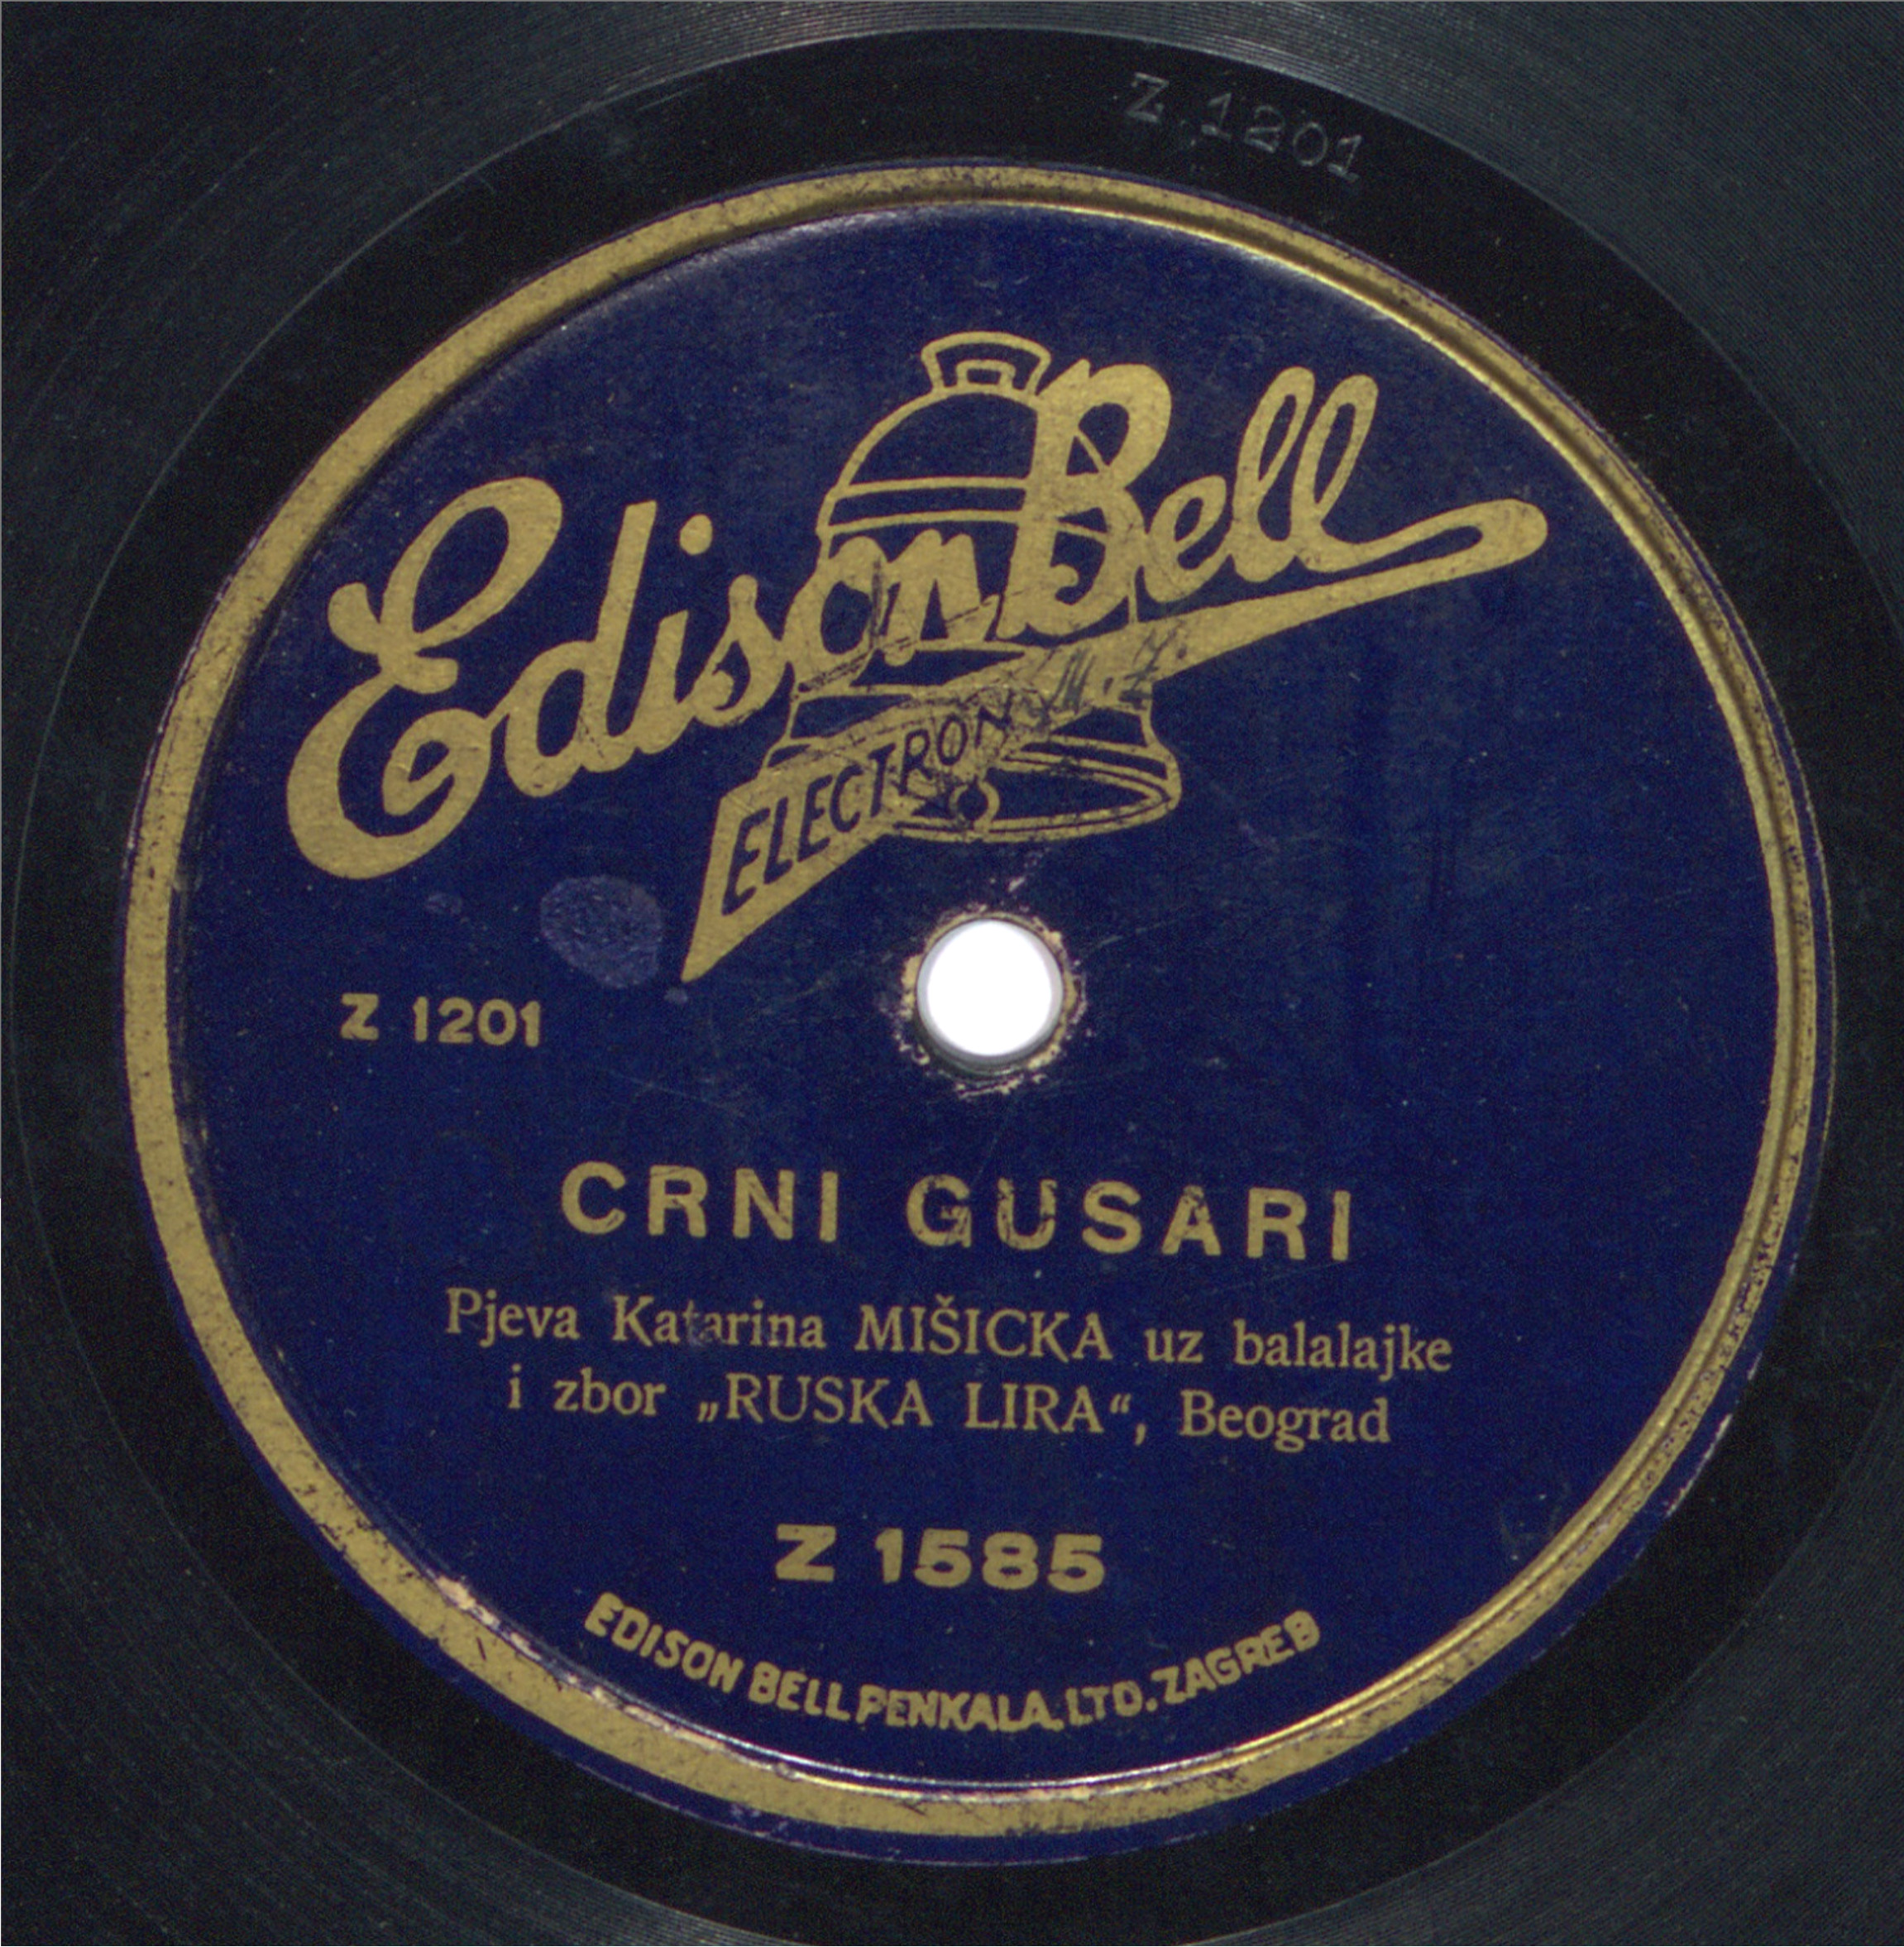 Z 1201
Edison Bell
ELECTRON
Z 1201
CRNI GUSARI
Pjeva Katarina MIŠICKA uz balalajke
i zbor „RUSKA LIRA“, Beograd
Z 1585
EDISON BELL PENKALA. LTD. ZAGREB